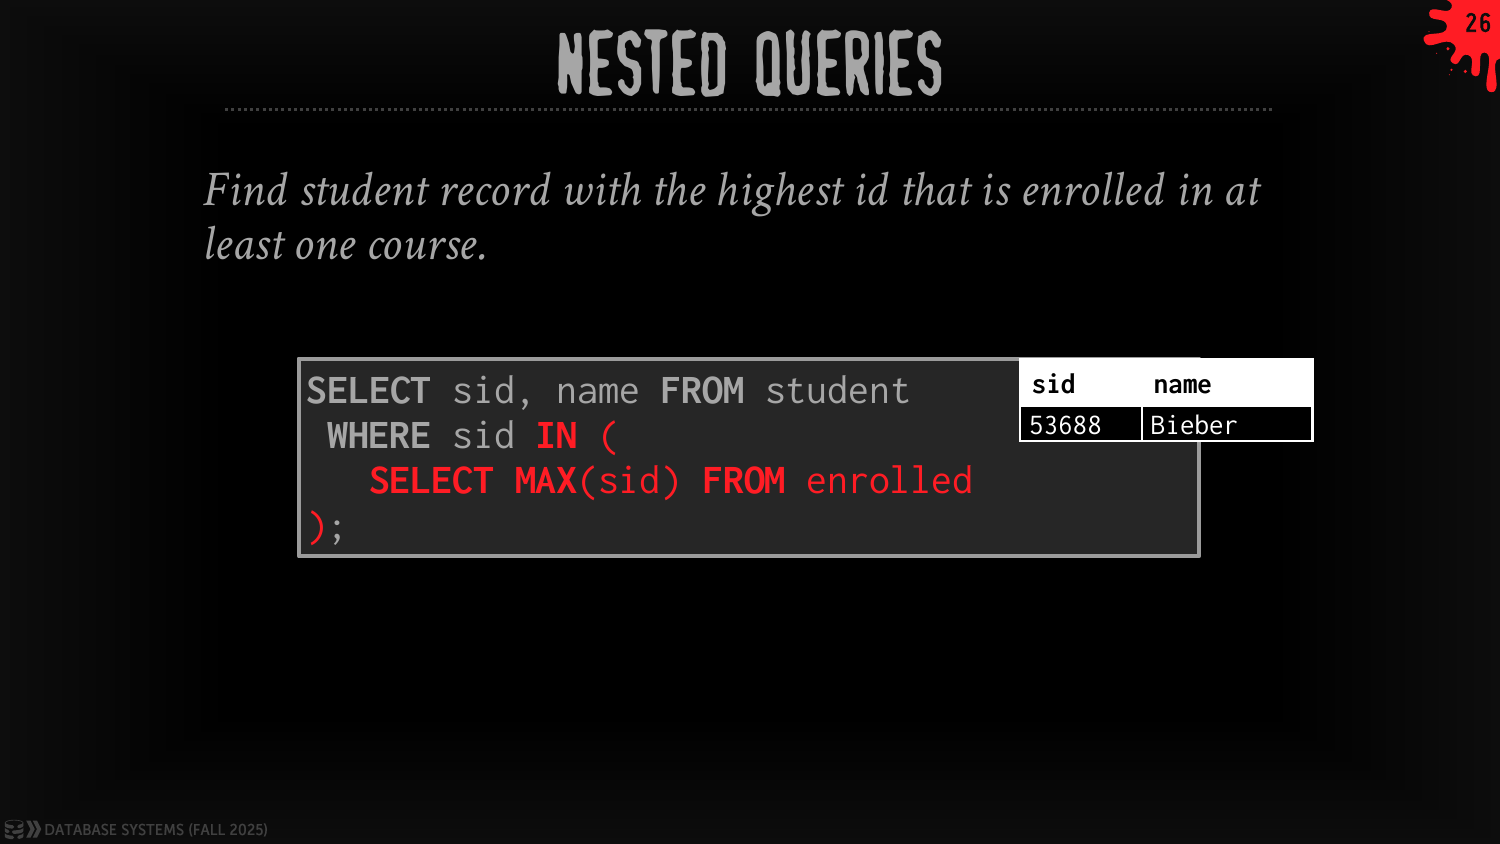 26
NESTED QUERIES
Find student record with the highest id that is enrolled in at
least one course.
SELECT sid, name FROM student
WHERE sid IN (
SELECT MAX(sid) FROM enrolled
);
sid name
53688 Bieber
DATABASE SYSTEMS (FALL 2025)